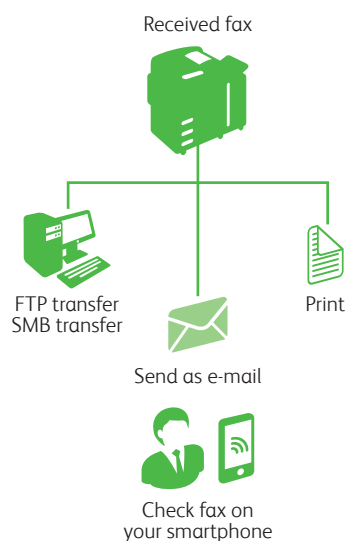 Received fax
FTP transfer
SMB transfer
Print
Send as e-mail
Check fax on
your smartphone